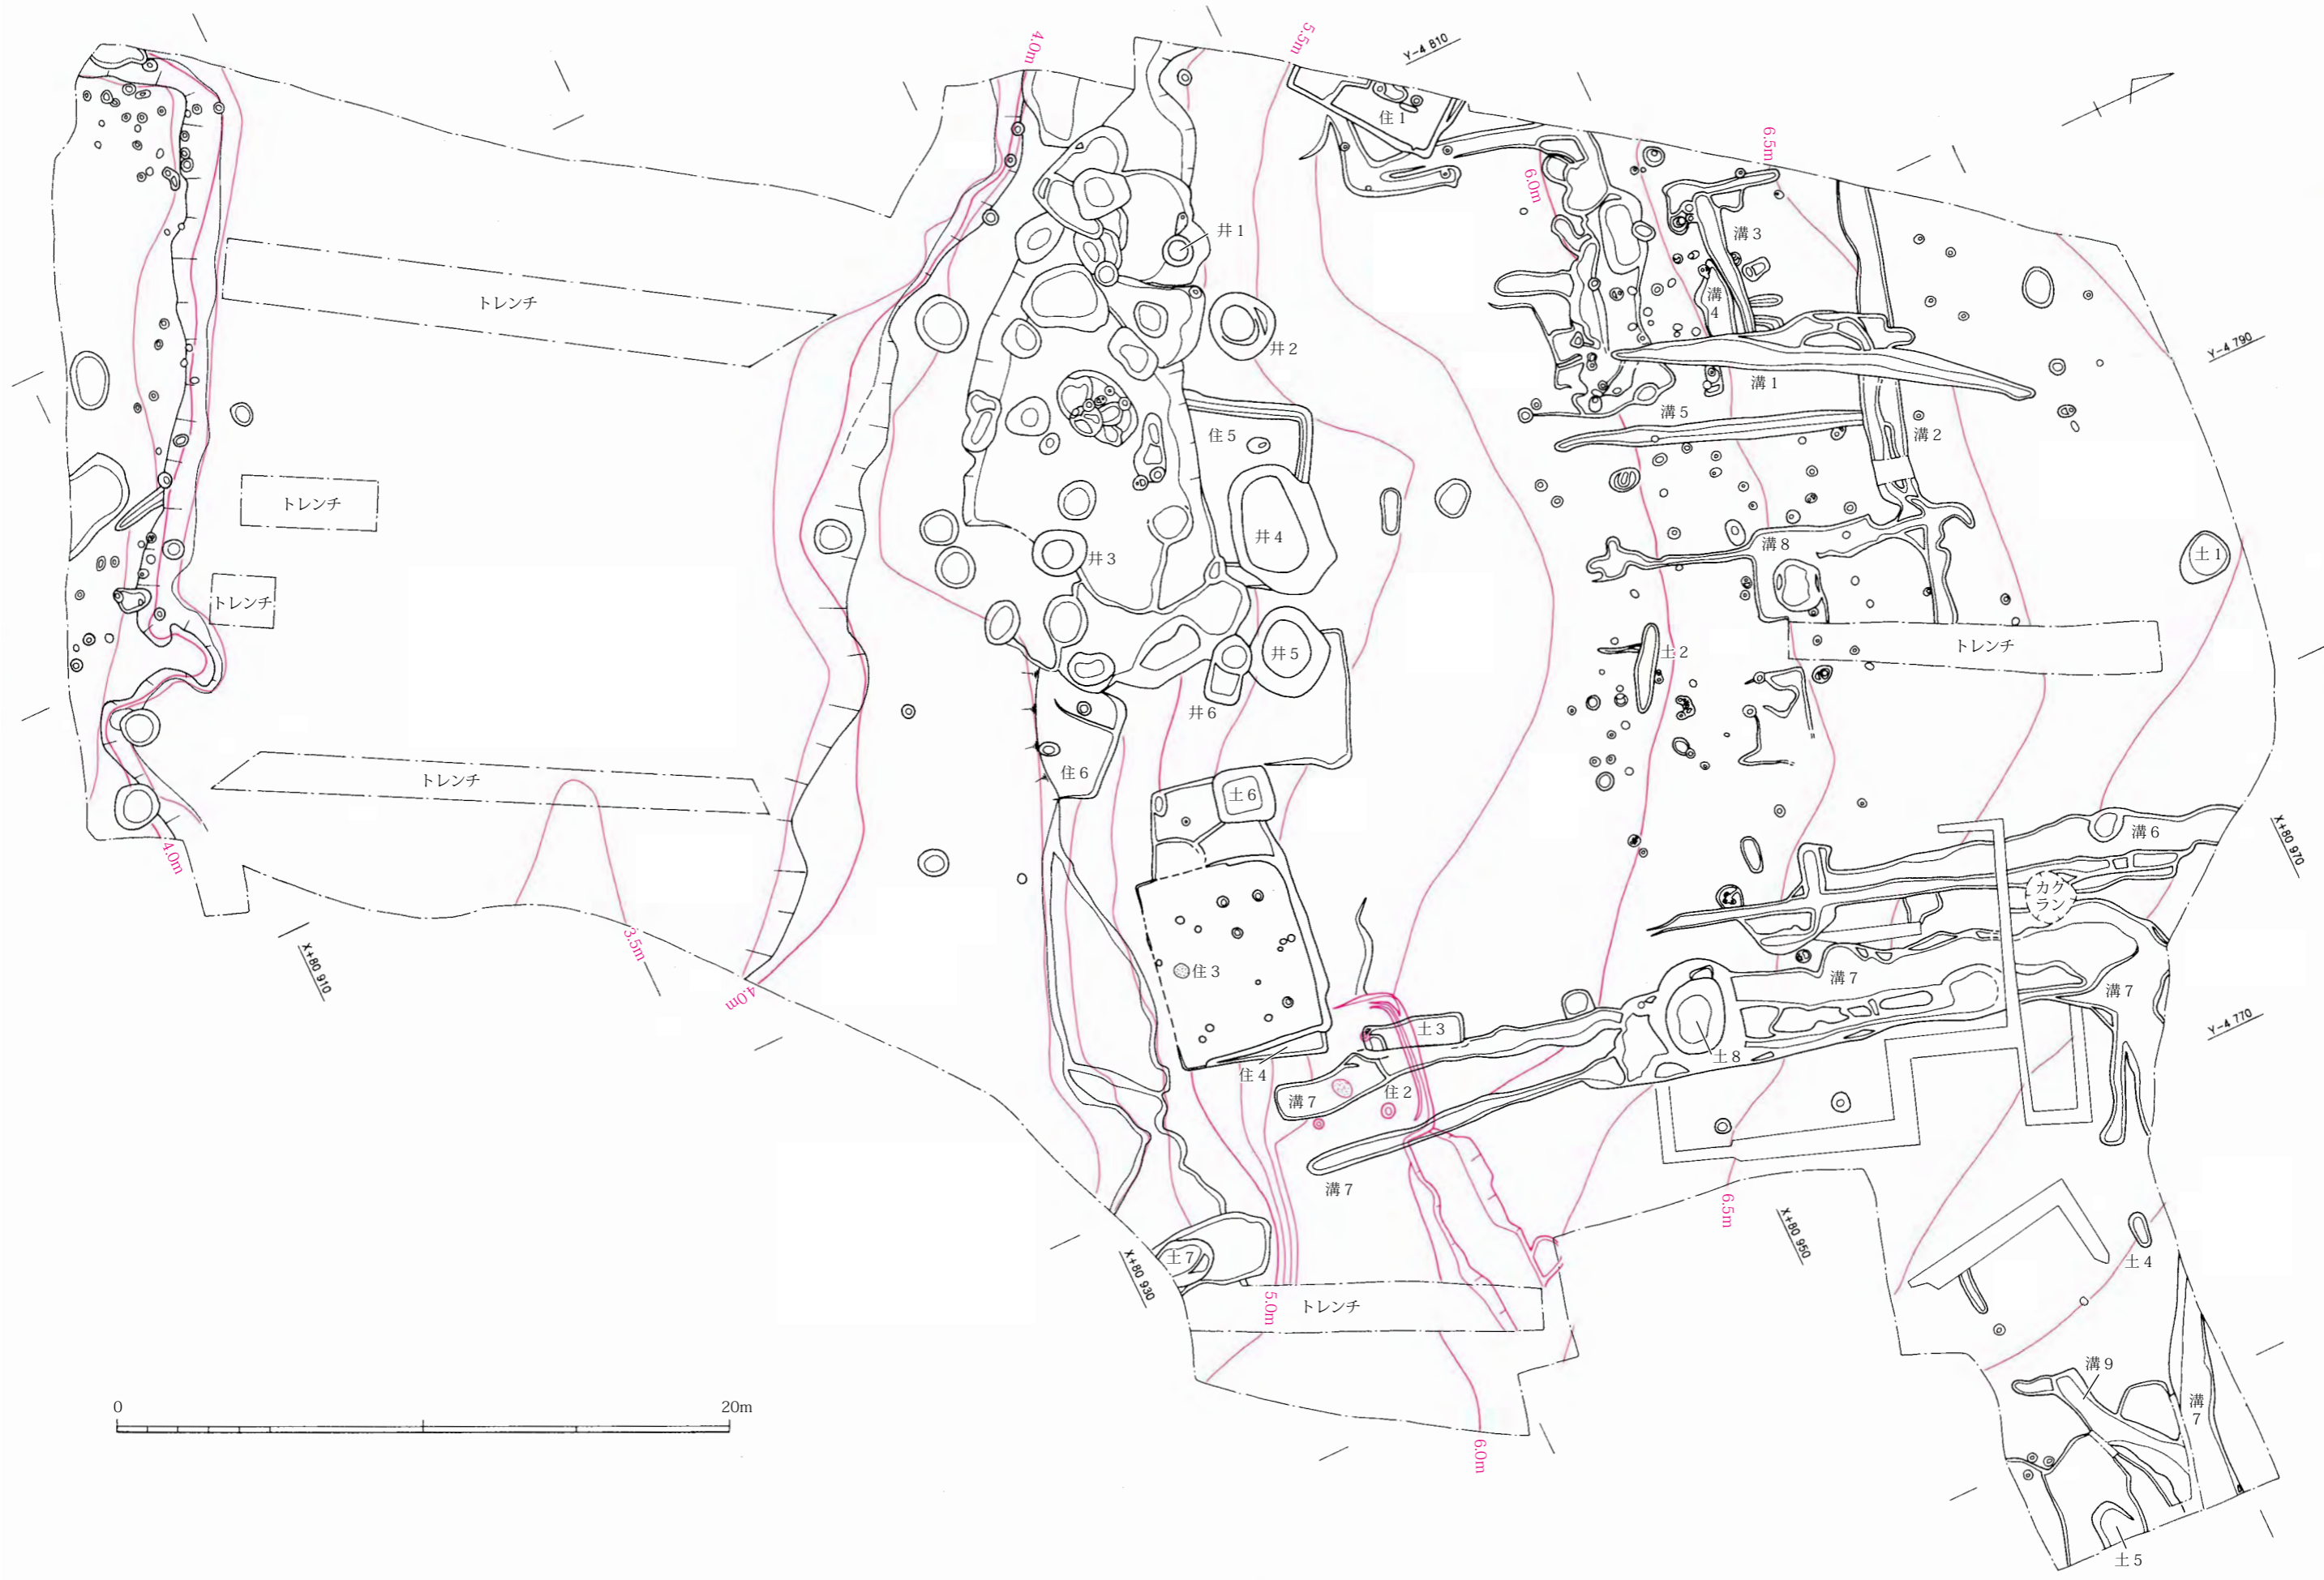 4.0m
5.5m
Y-4 810
住1
6.0m
6.5m
井1
溝3
トレンチ
溝
4
井2
Y-4 790
溝1
溝5
住5
溝2
トレンチ
井4
溝8
井3
土1
トレンチ
井5
土2
トレンチ
井6
住6
トレンチ
土6
溝6
4.0m
X+80 970
カク
ラン
X+80 910
3.5m
住3
溝7
溝7
4.0m
土3
Y-4 770
土8
住4
溝7
住2
溝7
6.5m
X+80 950
土7
土4
X+80 930
5.0m
トレンチ
溝9
0
20m
溝
7
6.0m
土5